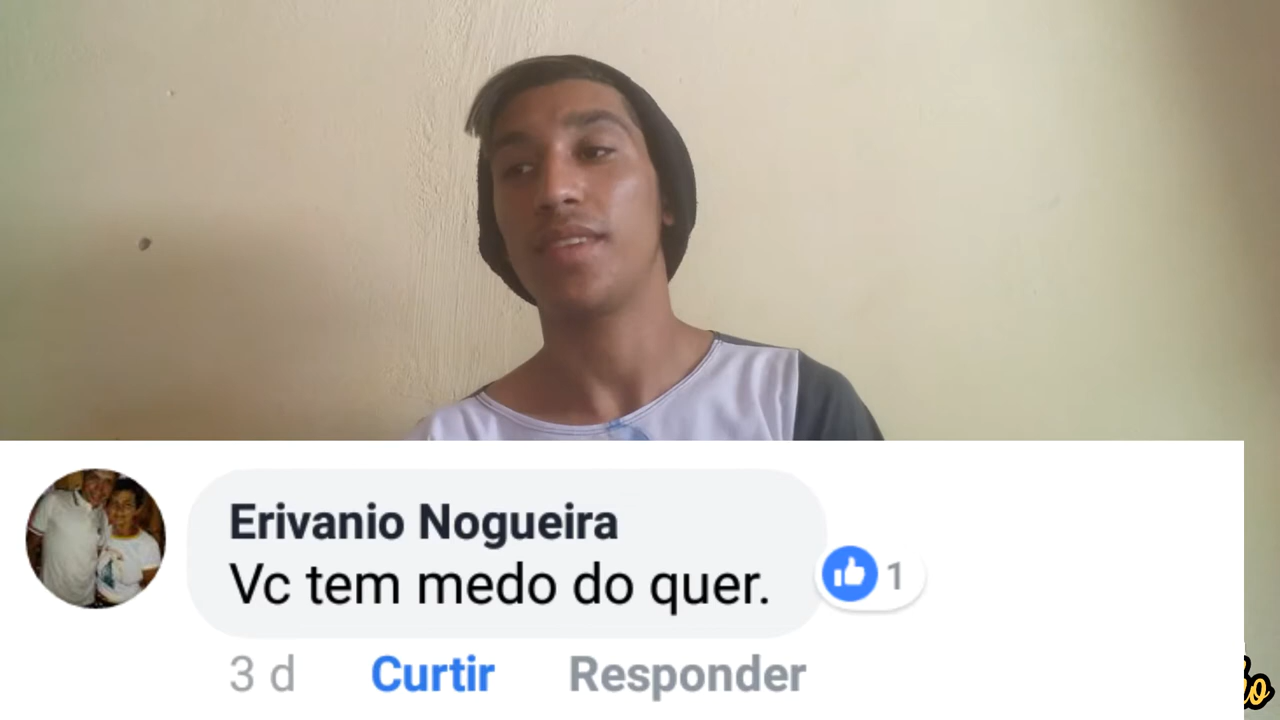 Erivanio Nogueira
Vc tem medo do quer.
1
3 d Curtir Responder